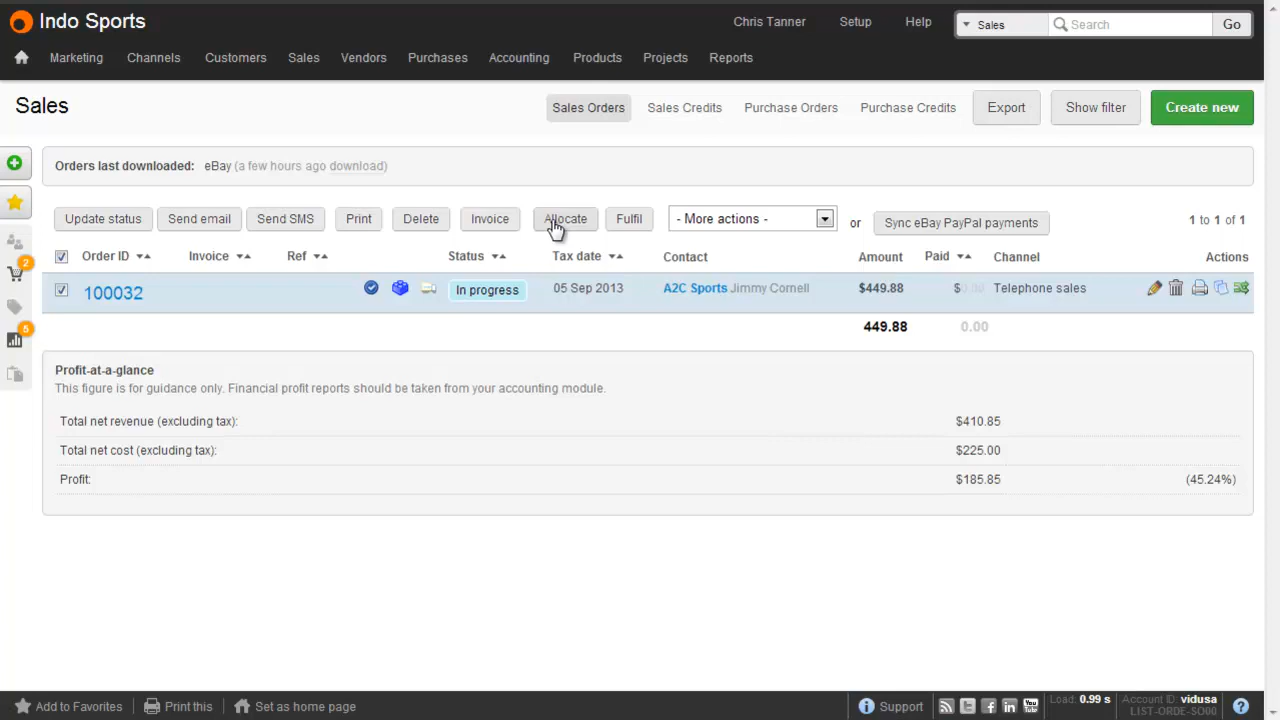 Indo Sports
Chris Tanner Setup Help Sales Search Go
Marketing Channels Customers Sales Vendors Purchases Accounting Products Projects Reports
Sales
Sales Orders Sales Credits Purchase Orders Purchase Credits Export Show filter Create new
Orders last downloaded: eBay (a few hours ago download)
Update status Send email Send SMS Print Delete Invoice Allocate Fulfil - More actions - or Sync eBay PayPal payments 1 to 1 of 1
Order ID Invoice Ref Status Tax date Contact Amount Paid Channel Actions
2
100032 In progress 05 Sep 2013 A2C Sports Jimmy Cornell $449.88 $0.00 Telephone sales
449.88 0.00
5
Profit-at-a-glance
This figure is for guidance only. Financial profit reports should be taken from your accounting module.
Total net revenue (excluding tax): $410.85
Total net cost (excluding tax): $225.00
Profit: $185.85 (45.24%)
Add to Favorites Print this Set as home page Support Load: 0.99 s Account ID: vidusa
LIST-ORDE-SO00